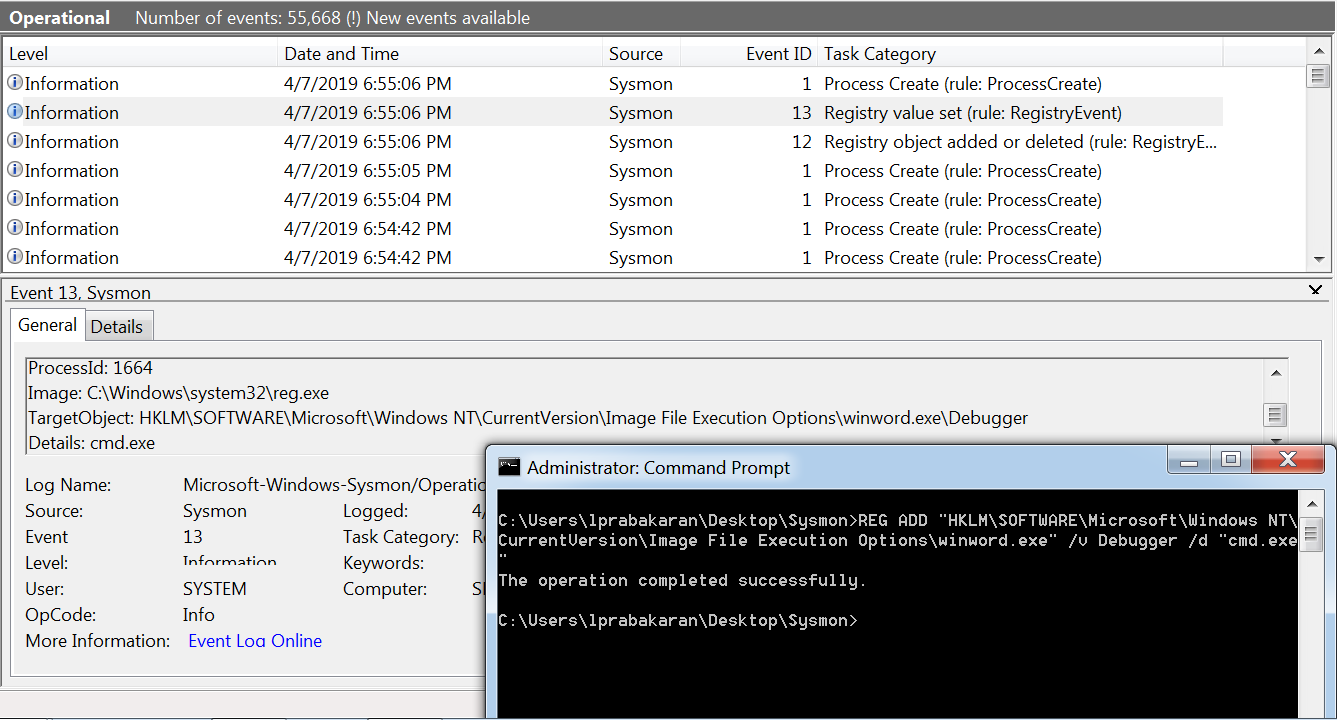 Operational Number of events: 55,668 (!) New events available
Level Date and Time Source Event ID Task Category
Information 4/7/2019 6:55:06 PM Sysmon 1 Process Create (rule: ProcessCreate)
Information 4/7/2019 6:55:06 PM Sysmon 13 Registry value set (rule: RegistryEvent)
Information 4/7/2019 6:55:06 PM Sysmon 12 Registry object added or deleted (rule: RegistryE...
Information 4/7/2019 6:55:05 PM Sysmon 1 Process Create (rule: ProcessCreate)
Information 4/7/2019 6:55:04 PM Sysmon 1 Process Create (rule: ProcessCreate)
Information 4/7/2019 6:54:42 PM Sysmon 1 Process Create (rule: ProcessCreate)
Information 4/7/2019 6:54:42 PM Sysmon 1 Process Create (rule: ProcessCreate)
Event 13, Sysmon
General Details
ProcessId: 1664
Image: C:\Windows\system32\reg.exe
TargetObject: HKLM\SOFTWARE\Microsoft\Windows NT\CurrentVersion\Image File Execution Options\winword.exe\Debugger
Details: cmd.exe
Log Name: Microsoft-Windows-Sysmon/Operatio
Source: Sysmon Logged: 4/
Event 13 Task Category: R
Level: Information Keywords:
User: SYSTEM Computer:
OpCode: Info
More Information: Event Log Online
Administrator: Command Prompt
C:\Users\lprabakaran\Desktop\Sysmon>REG ADD "HKLM\SOFTWARE\Microsoft\Windows NT\
CurrentVersion\Image File Execution Options\winword.exe" /v Debugger /d "cmd.exe
"
The operation completed successfully.
C:\Users\lprabakaran\Desktop\Sysmon>